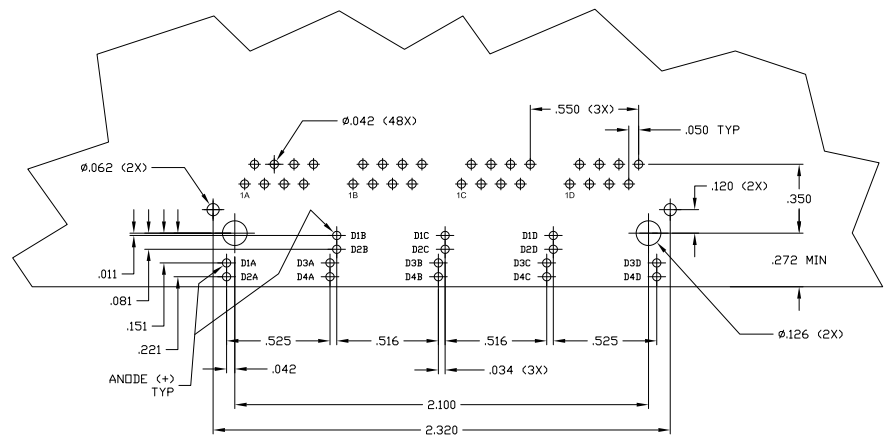 .550 (3X)
ø.042 (48X)
.050 TYP
ø.062 (2X)
1A
1B
1C
1D
.120 (2X)
.350
D1B
D1C
D1D
D2B
D2C
D2D
.011
D1A
D3A
D3B
D3C
D3D
.272 MIN
D2A
D4A
D4B
D4C
D4D
.081
.151
ø.126 (2X)
.221
.525
.516
.516
.525
.042
.034 (3X)
ANODE (+)
TYP
2.100
2.320